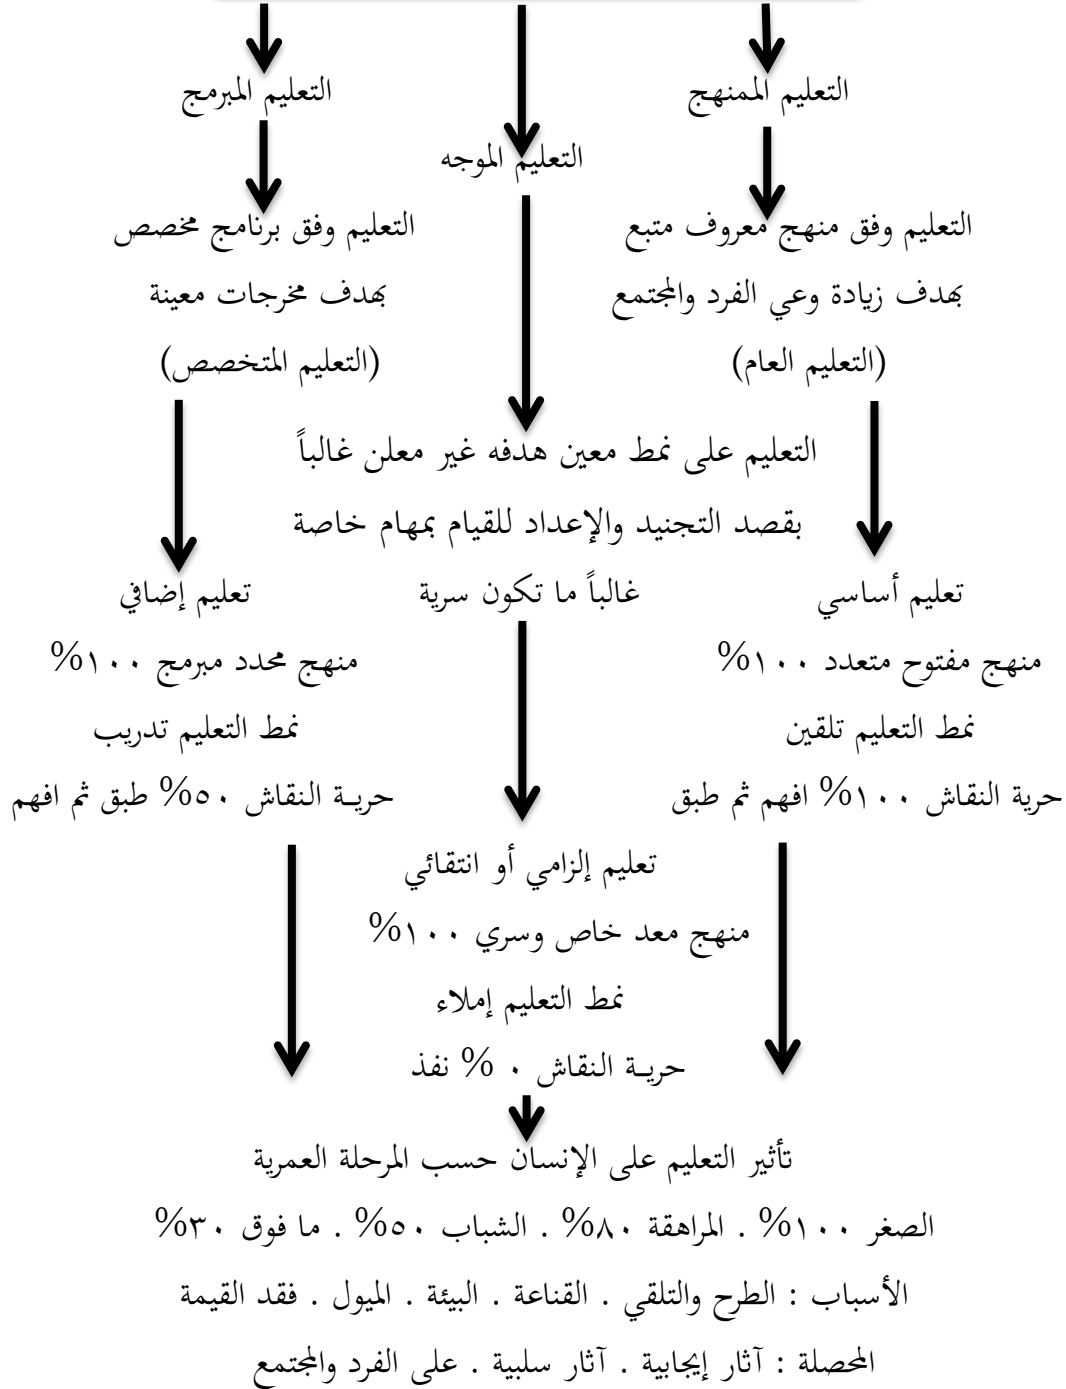 التعليم الممنهج
التعليم المبرمج
التعليم الموجه
التعليم وفق منهج معروف متبع
بهدف زيادة وعي الفرد والمجتمع
(التعليم العام)
التعليم وفق برنامج مخصص
بهدف مخرجات معينة
(التعليم المتخصص)
التعليم على نمط معين هدفه غير معلن غالباً
بقصد التجنيد والإعداد للقيام بمهام خاصة
غالباً ما تكون سرية
تعليم أساسي
منهج مفتوح متعدد ١٠٠%
نمط التعليم تلقين
حرية النقاش ١٠٠% افهم ثم طبق
تعليم إضافي
منهج محدد مبرمج ١٠٠%
نمط التعليم تدريب
حرية النقاش ٥٠% طبق ثم افهم
تعليم إلزامي أو انتقائي
منهج معد خاص وسري ١٠٠%
نمط التعليم إملاء
حرية النقاش ٠ % نفذ
تأثير التعليم على الإنسان حسب المرحلة العمرية
الصغر ١٠٠% . المراهقة ٨٠% . الشباب ٥٠% . ما فوق ٣٠%
الأسباب : الطرح والتلقي . القناعة . البيئة . الميول . فقد القيمة
المحصلة : آثار إيجابية . آثار سلبية . على الفرد والمجتمع